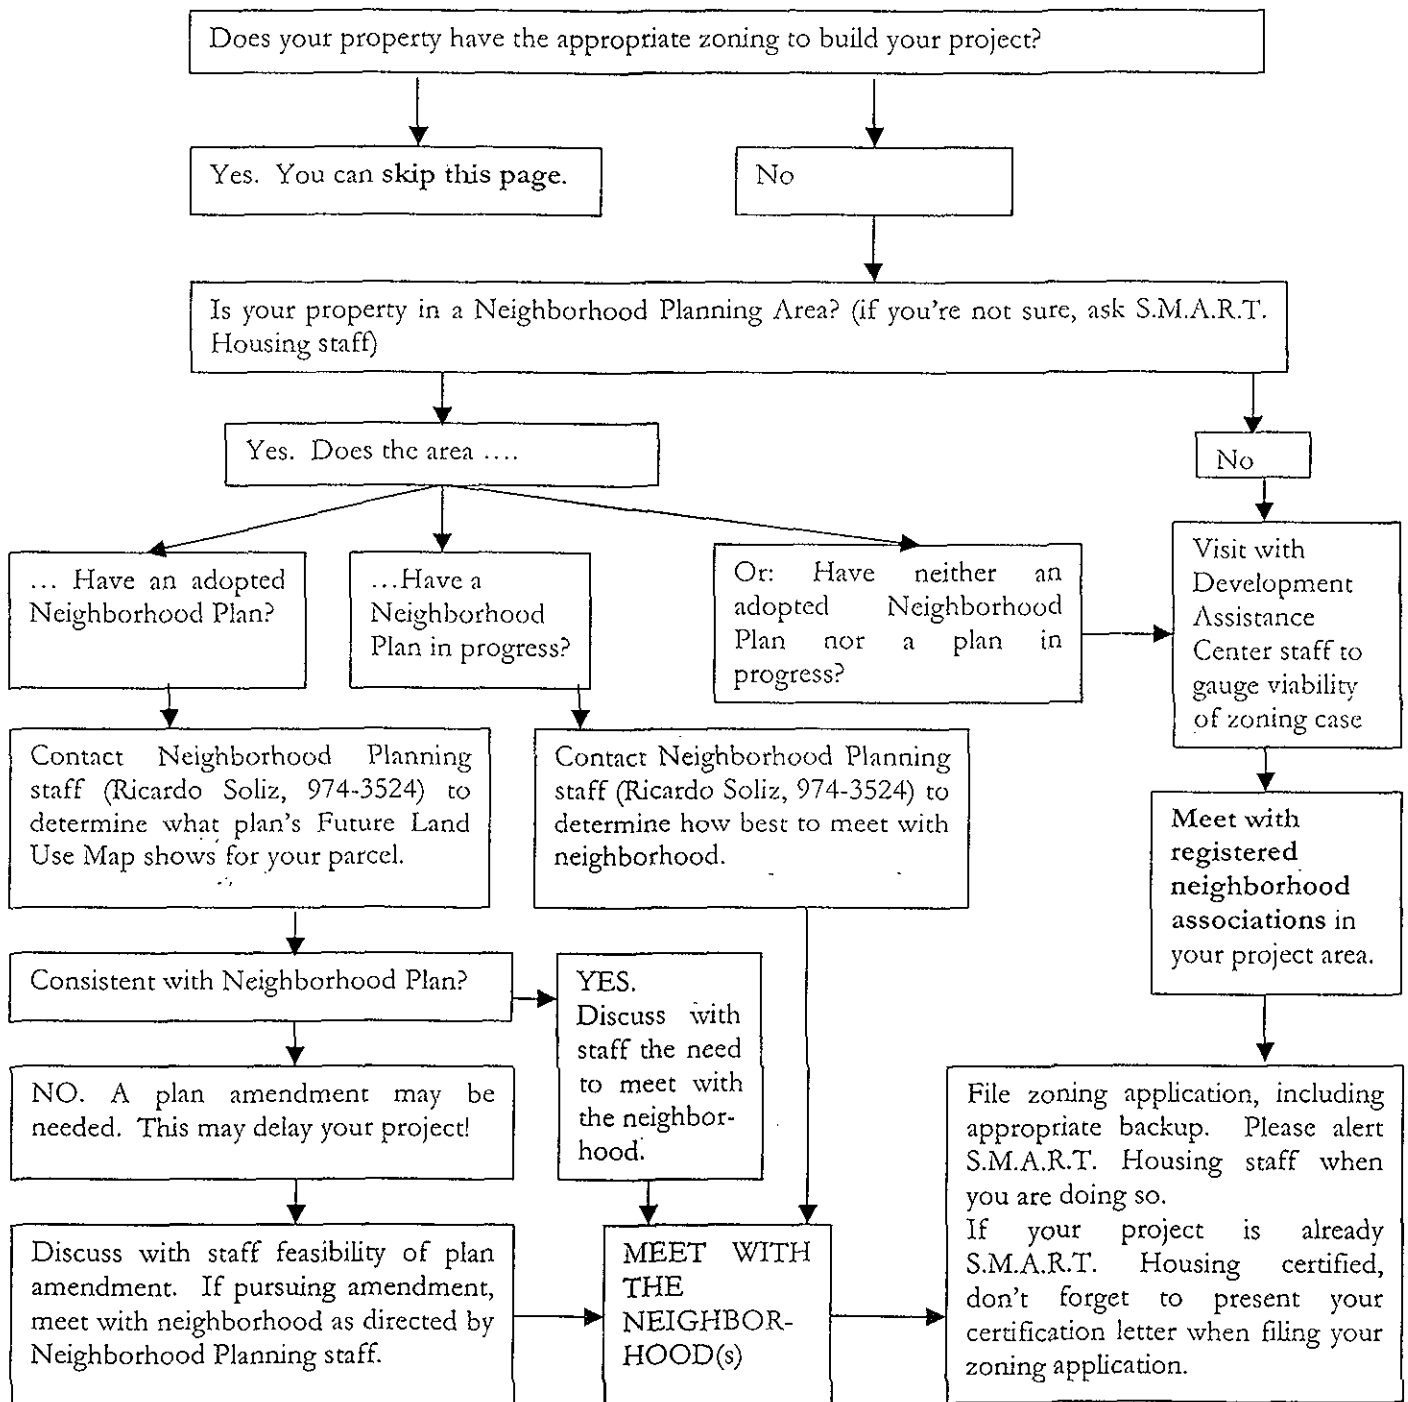 Does your property have the appropriate zoning to build your project?
Yes. You can skip this page.
No
Is your property in a Neighborhood Planning Area? (if you're not sure, ask S.M.A.R.T.
Housing staff)
Yes. Does the area ....
No
... Have an adopted
Neighborhood Plan?
...Have a
Neighborhood
Plan in progress?
Or: Have neither an
adopted Neighborhood
Plan nor a plan in
progress?
Visit with
Development
Assistance
Center staff to
gauge viability
of zoning case
Contact Neighborhood Planning
staff (Ricardo Soliz, 974-3524) to
determine what plan's Future Land
Use Map shows for your parcel.
Contact Neighborhood Planning
staff (Ricardo Soliz, 974-3524) to
determine how best to meet with
neighborhood.
Meet with
registered
neighborhood
associations in
your project area.
Consistent with Neighborhood Plan?
YES.
Discuss with
staff the need
to meet with
the neighbor-
hood.
NO. A plan amendment may be
needed. This may delay your project!
File zoning application, including
appropriate backup. Please alert
S.M.A.R.T. Housing staff when
you are doing so.
If your project is already
S.M.A.R.T. Housing certified,
don't forget to present your
certification letter when filing your
zoning application.
Discuss with staff feasibility of plan
amendment. If pursuing amendment,
meet with neighborhood as directed by
Neighborhood Planning staff.
MEET WITH
THE
NEIGHBOR-
HOOD(s)